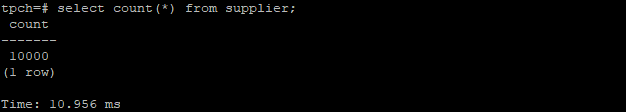 tpch=# select count(*) from supplier;
count
-------
10000
(1 row)
Time: 10.956 ms